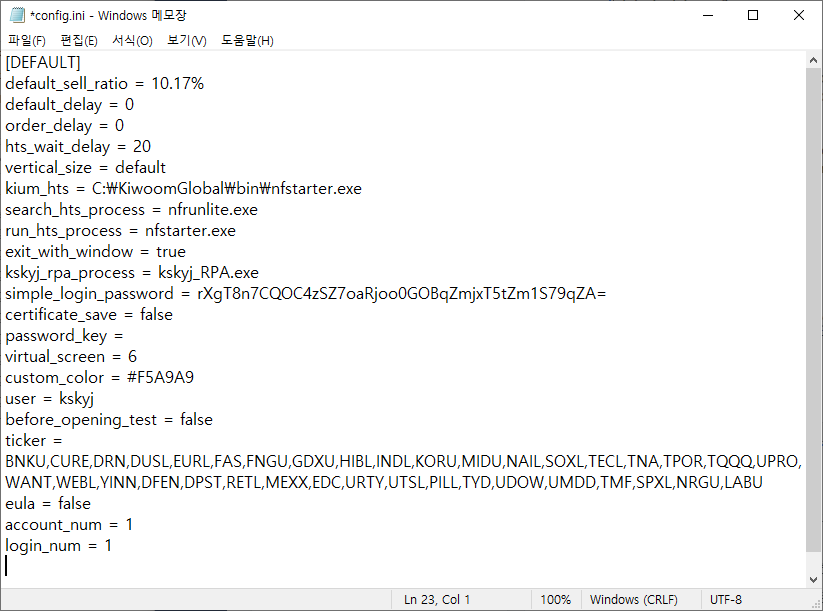 *config.ini - Windows 메모장
파일(F) 편집(E) 서식(O) 보기(V) 도움말(H)
[DEFAULT]
default_sell_ratio = 10.17%
default_delay = 0
order_delay = 0
hts_wait_delay = 20
vertical_size = default
kium_hts = C:₩KiwoomGlobal₩bin₩nfstarter.exe
search_hts_process = nfrunlite.exe
run_hts_process = nfstarter.exe
exit_with_window = true
kskyj_rpa_process = kskyj_RPA.exe
simple_login_password = rXgT8n7CQOC4zSZ7oaRjoo0GOBqZmjxT5tZm1S79qZA=
certificate_save = false
password_key =
virtual_screen = 6
custom_color = #F5A9A9
user = kskyj
before_opening_test = false
ticker =
BNKU,CURE,DRN,DUSL,EURL,FAS,FNGU,GDXU,HIBL,INDL,KORU,MIDU,NAIL,SOXL,TECL,TNA,TPOR,TQQQ,UPRO,
WANT,WEBL,YINN,DFEN,DPST,RETL,MEXX,EDC,URTY,UTSL,PILL,TYD,UDOW,UMDD,TMF,SPXL,NRGU,LABU
eula = false
account_num = 1
login_num = 1
Ln 23, Col 1 100% Windows (CRLF) UTF-8